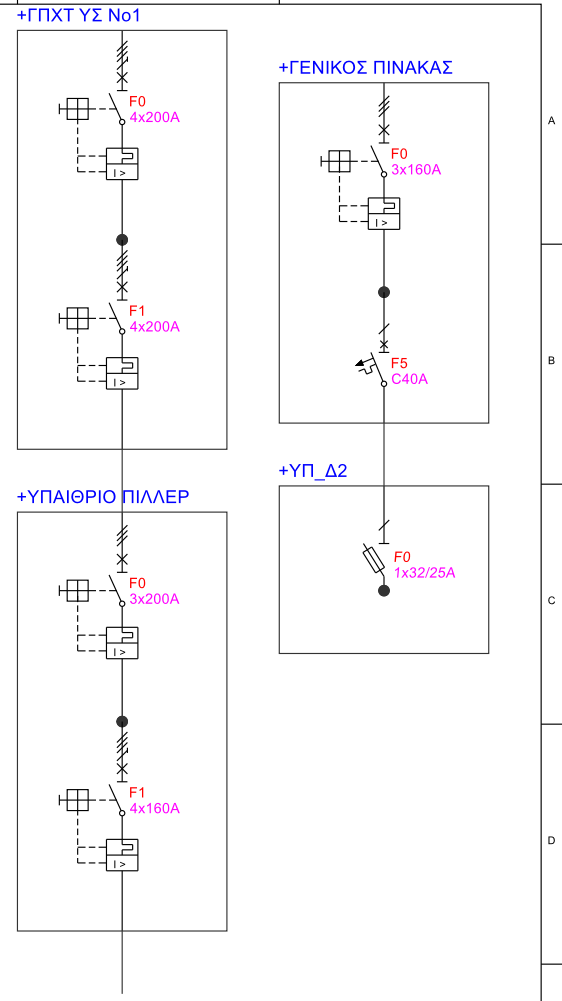 +ΓΠΧΤ ΥΣ Νο1
F0
4x200A
I >
F1
4x200A
I >
+ΥΠΑΙΘΡΙΟ ΠΙΛΛΕΡ
F0
3x200A
I >
F1
4x160A
I >
+ΓΕΝΙΚΟΣ ΠΙΝΑΚΑΣ
F0
3x160A
I >
F5
C40A
+ΥΠ_Δ2
F0
1x32/25A
A
B
C
D